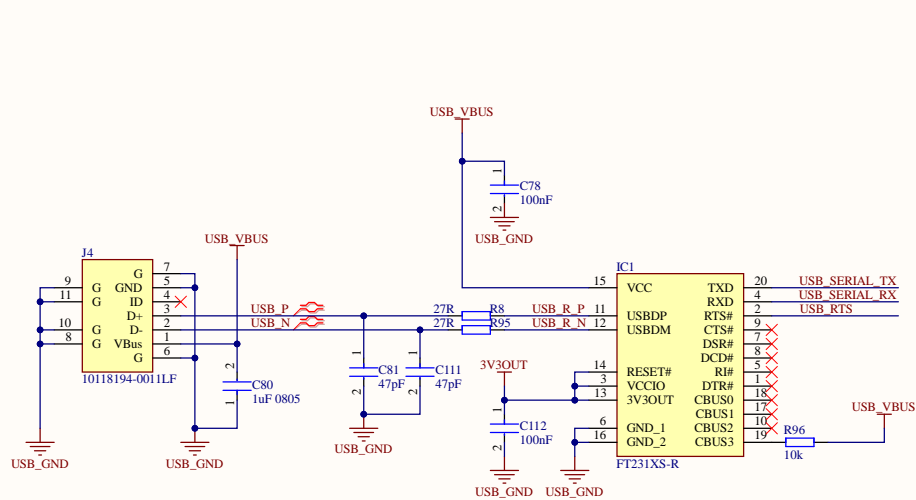 USB_VBUS
1
C78
100nF
2
USB_GND
USB_VBUS
J4
IC1
7
G
9
G
GND
5
15
VCC
TXD
20
USB_SERIAL_TX
11
G
ID
4
RXD
4
USB_SERIAL_RX
D+
3
USB_P
27R
R8
USB_R_P
11
USBDP
RTS#
2
USB_RTS
10
G
D-
2
USB_N
27R
R95
USB_R_N
12
USBDM
CTS#
9
8
G
VBus
1
DSR#
7
G
6
DCD#
8
10118194-0011LF
2
C80
1uF 0805
1
1
C81
47pF
2
1
C111
47pF
2
3V3OUT
14
RESET#
RI#
5
3
VCCIO
DTR#
1
13
3V3OUT
CBUS0
18
CBUS1
17
1
C112
100nF
2
6
GND_1
CBUS2
10
16
GND_2
CBUS3
19
R96
10k
USB_VBUS
FT231XS-R
USB_GND
USB_GND
USB_GND
USB_GND
USB_GND